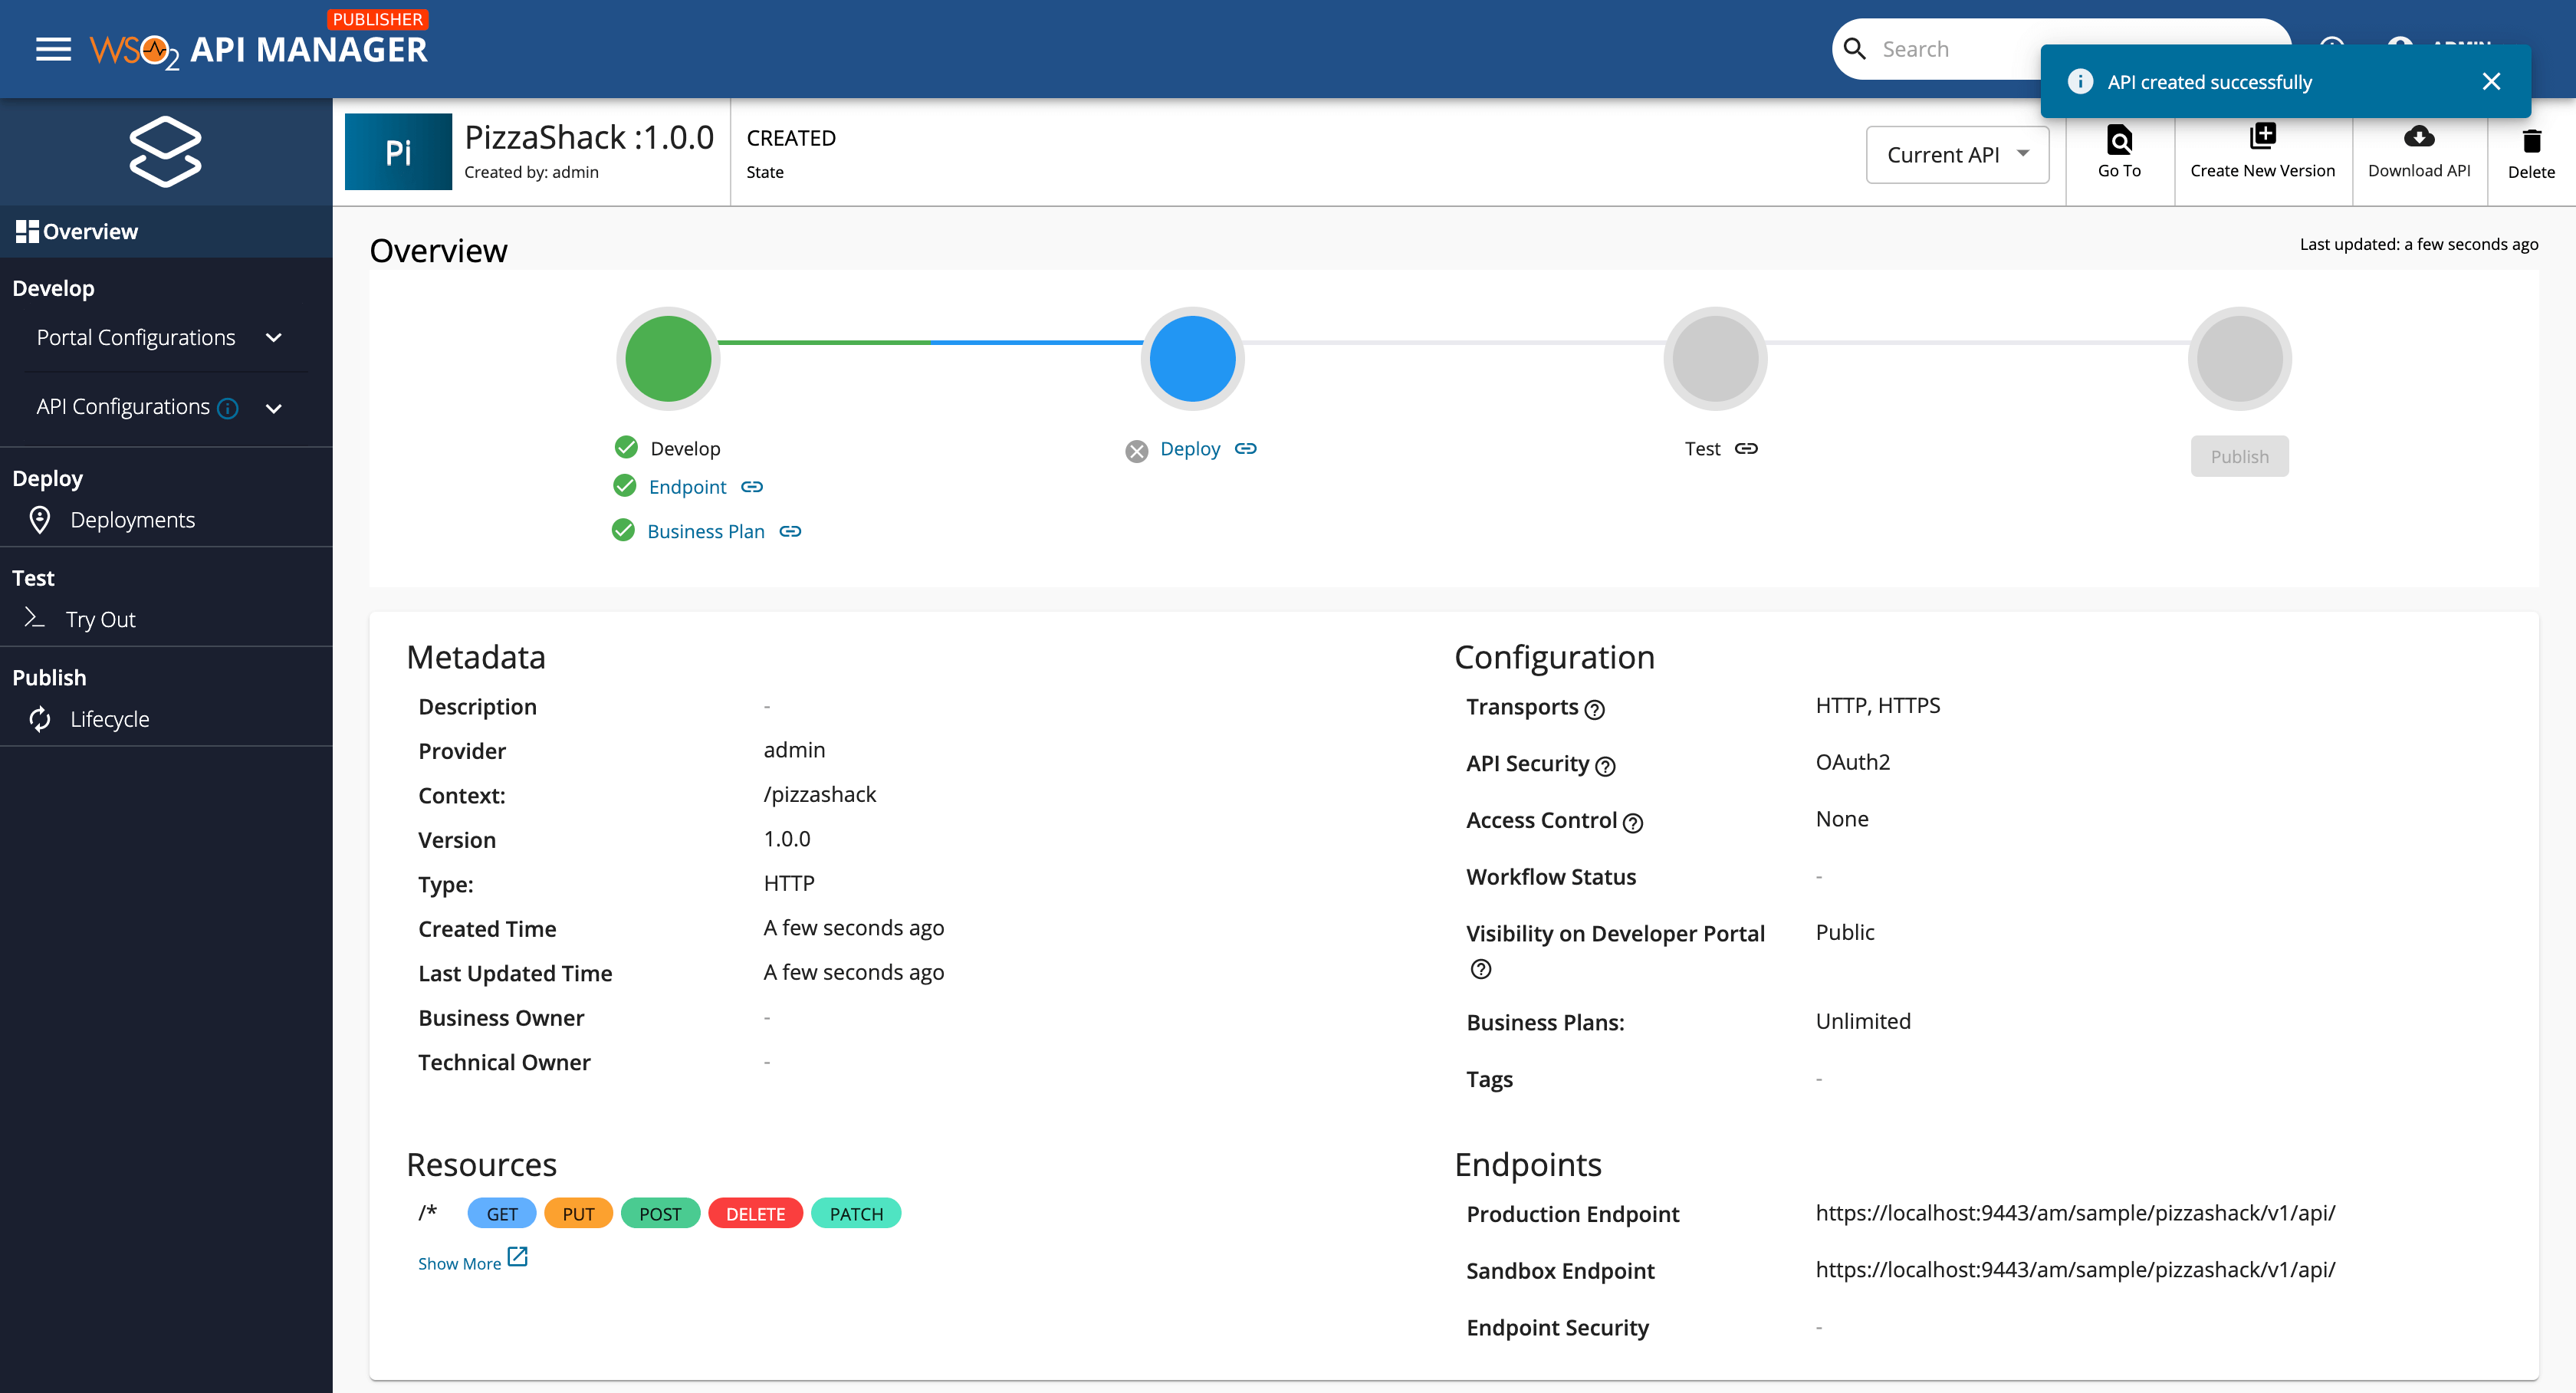 PUBLISHER
WSO2 API MANAGER
Search
API created successfully
Pi
PizzaShack :1.0.0
Created by: admin
CREATED
State
Current API
Go To
Create New Version
Download API
Delete
Overview
Develop
Portal Configurations
API Configurations
Deploy
Deployments
Test
Try Out
Publish
Lifecycle
Overview
Last updated: a few seconds ago
Develop
Endpoint
Business Plan
Deploy
Test
Publish
Metadata
Description -
Provider admin
Context: /pizzashack
Version 1.0.0
Type: HTTP
Created Time A few seconds ago
Last Updated Time A few seconds ago
Business Owner -
Technical Owner -
Configuration
Transports HTTP, HTTPS
API Security OAuth2
Access Control None
Workflow Status -
Visibility on Developer Portal Public
Business Plans: Unlimited
Tags -
Resources
/* GET PUT POST DELETE PATCH
Show More
Endpoints
Production Endpoint https://localhost:9443/am/sample/pizzashack/v1/api/
Sandbox Endpoint https://localhost:9443/am/sample/pizzashack/v1/api/
Endpoint Security -